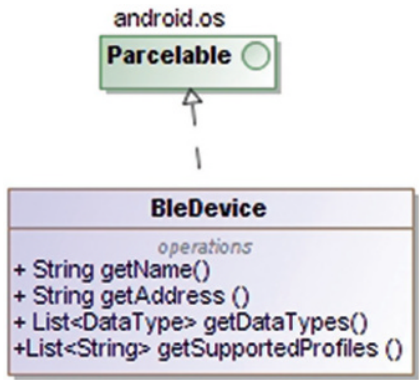 android.os
Parcelable
BleDevice
operations
+ String getName()
+ String getAddress ()
+ List<DataType> getDataTypes()
+List<String> getSupportedProfiles ()